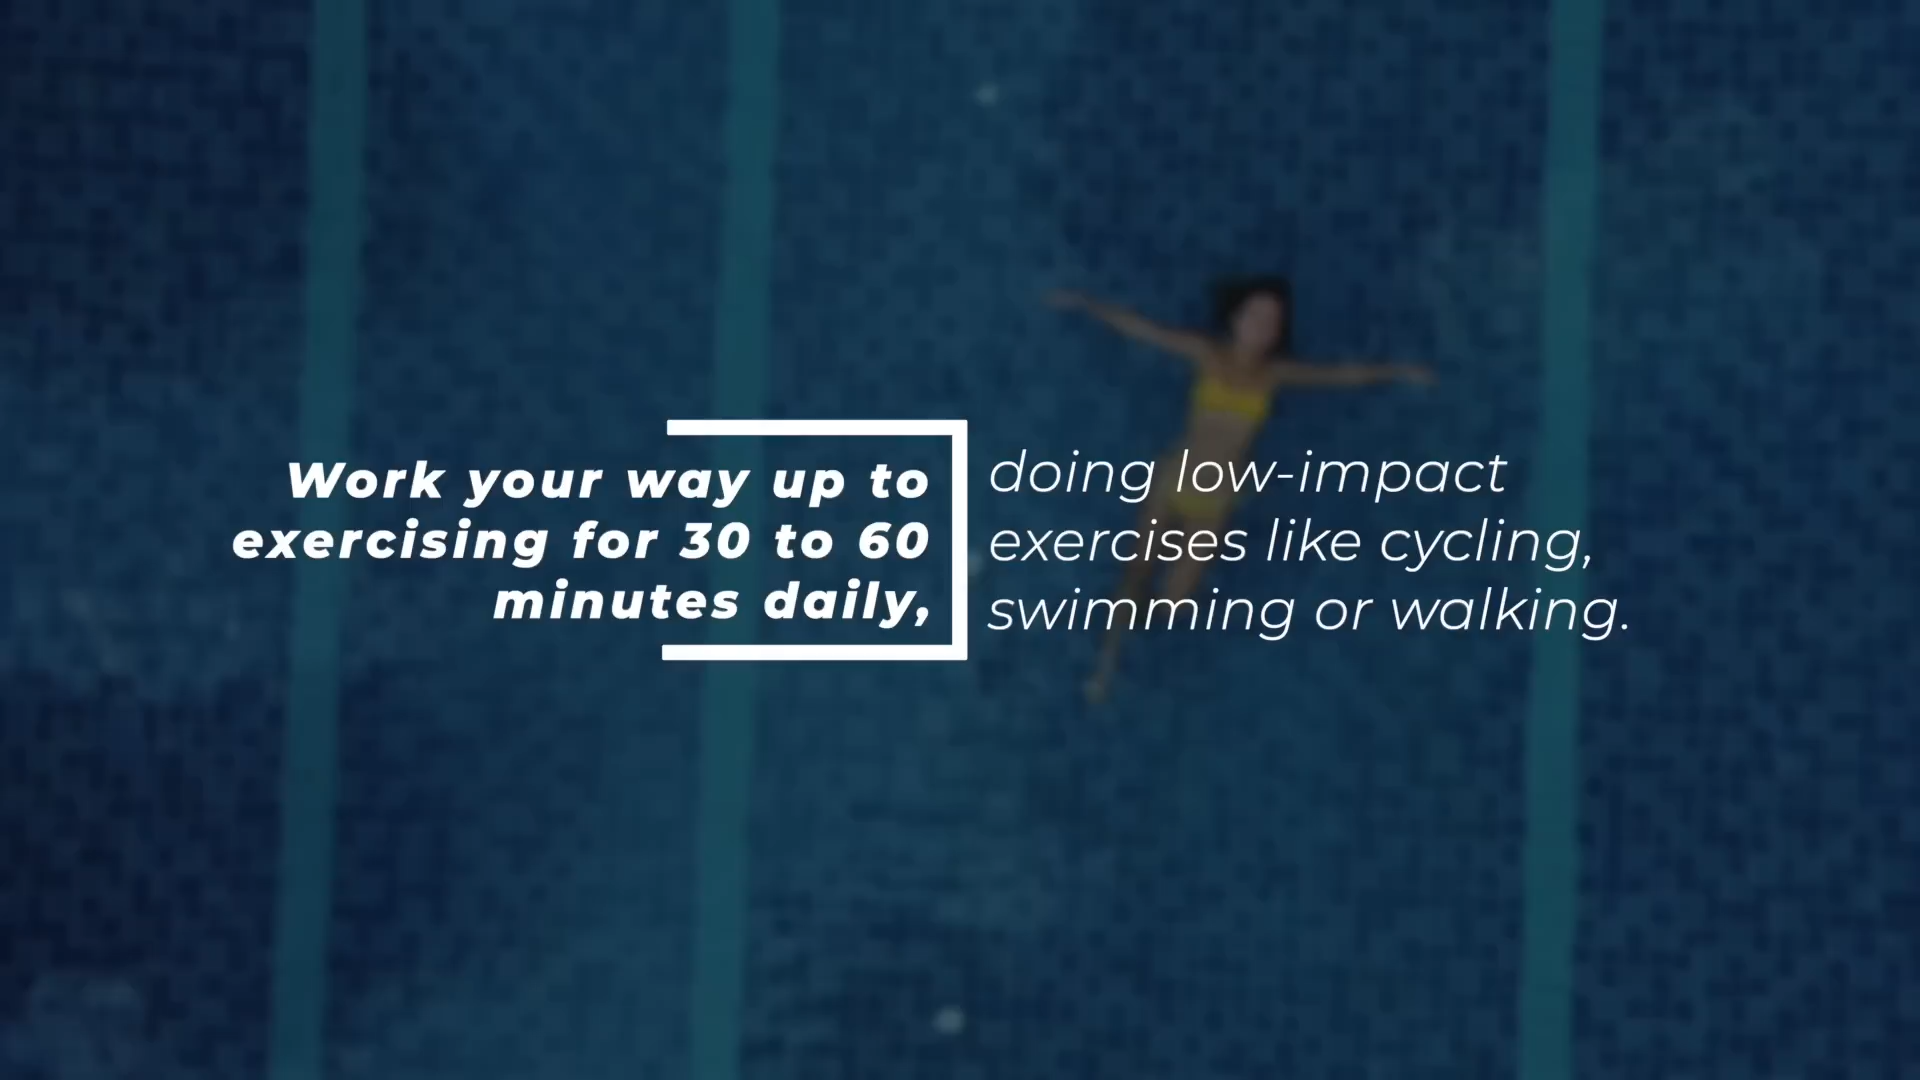 Work your way up to
exercising for 30 to 60
minutes daily,
doing low-impact
exercises like cycling,
swimming or walking.